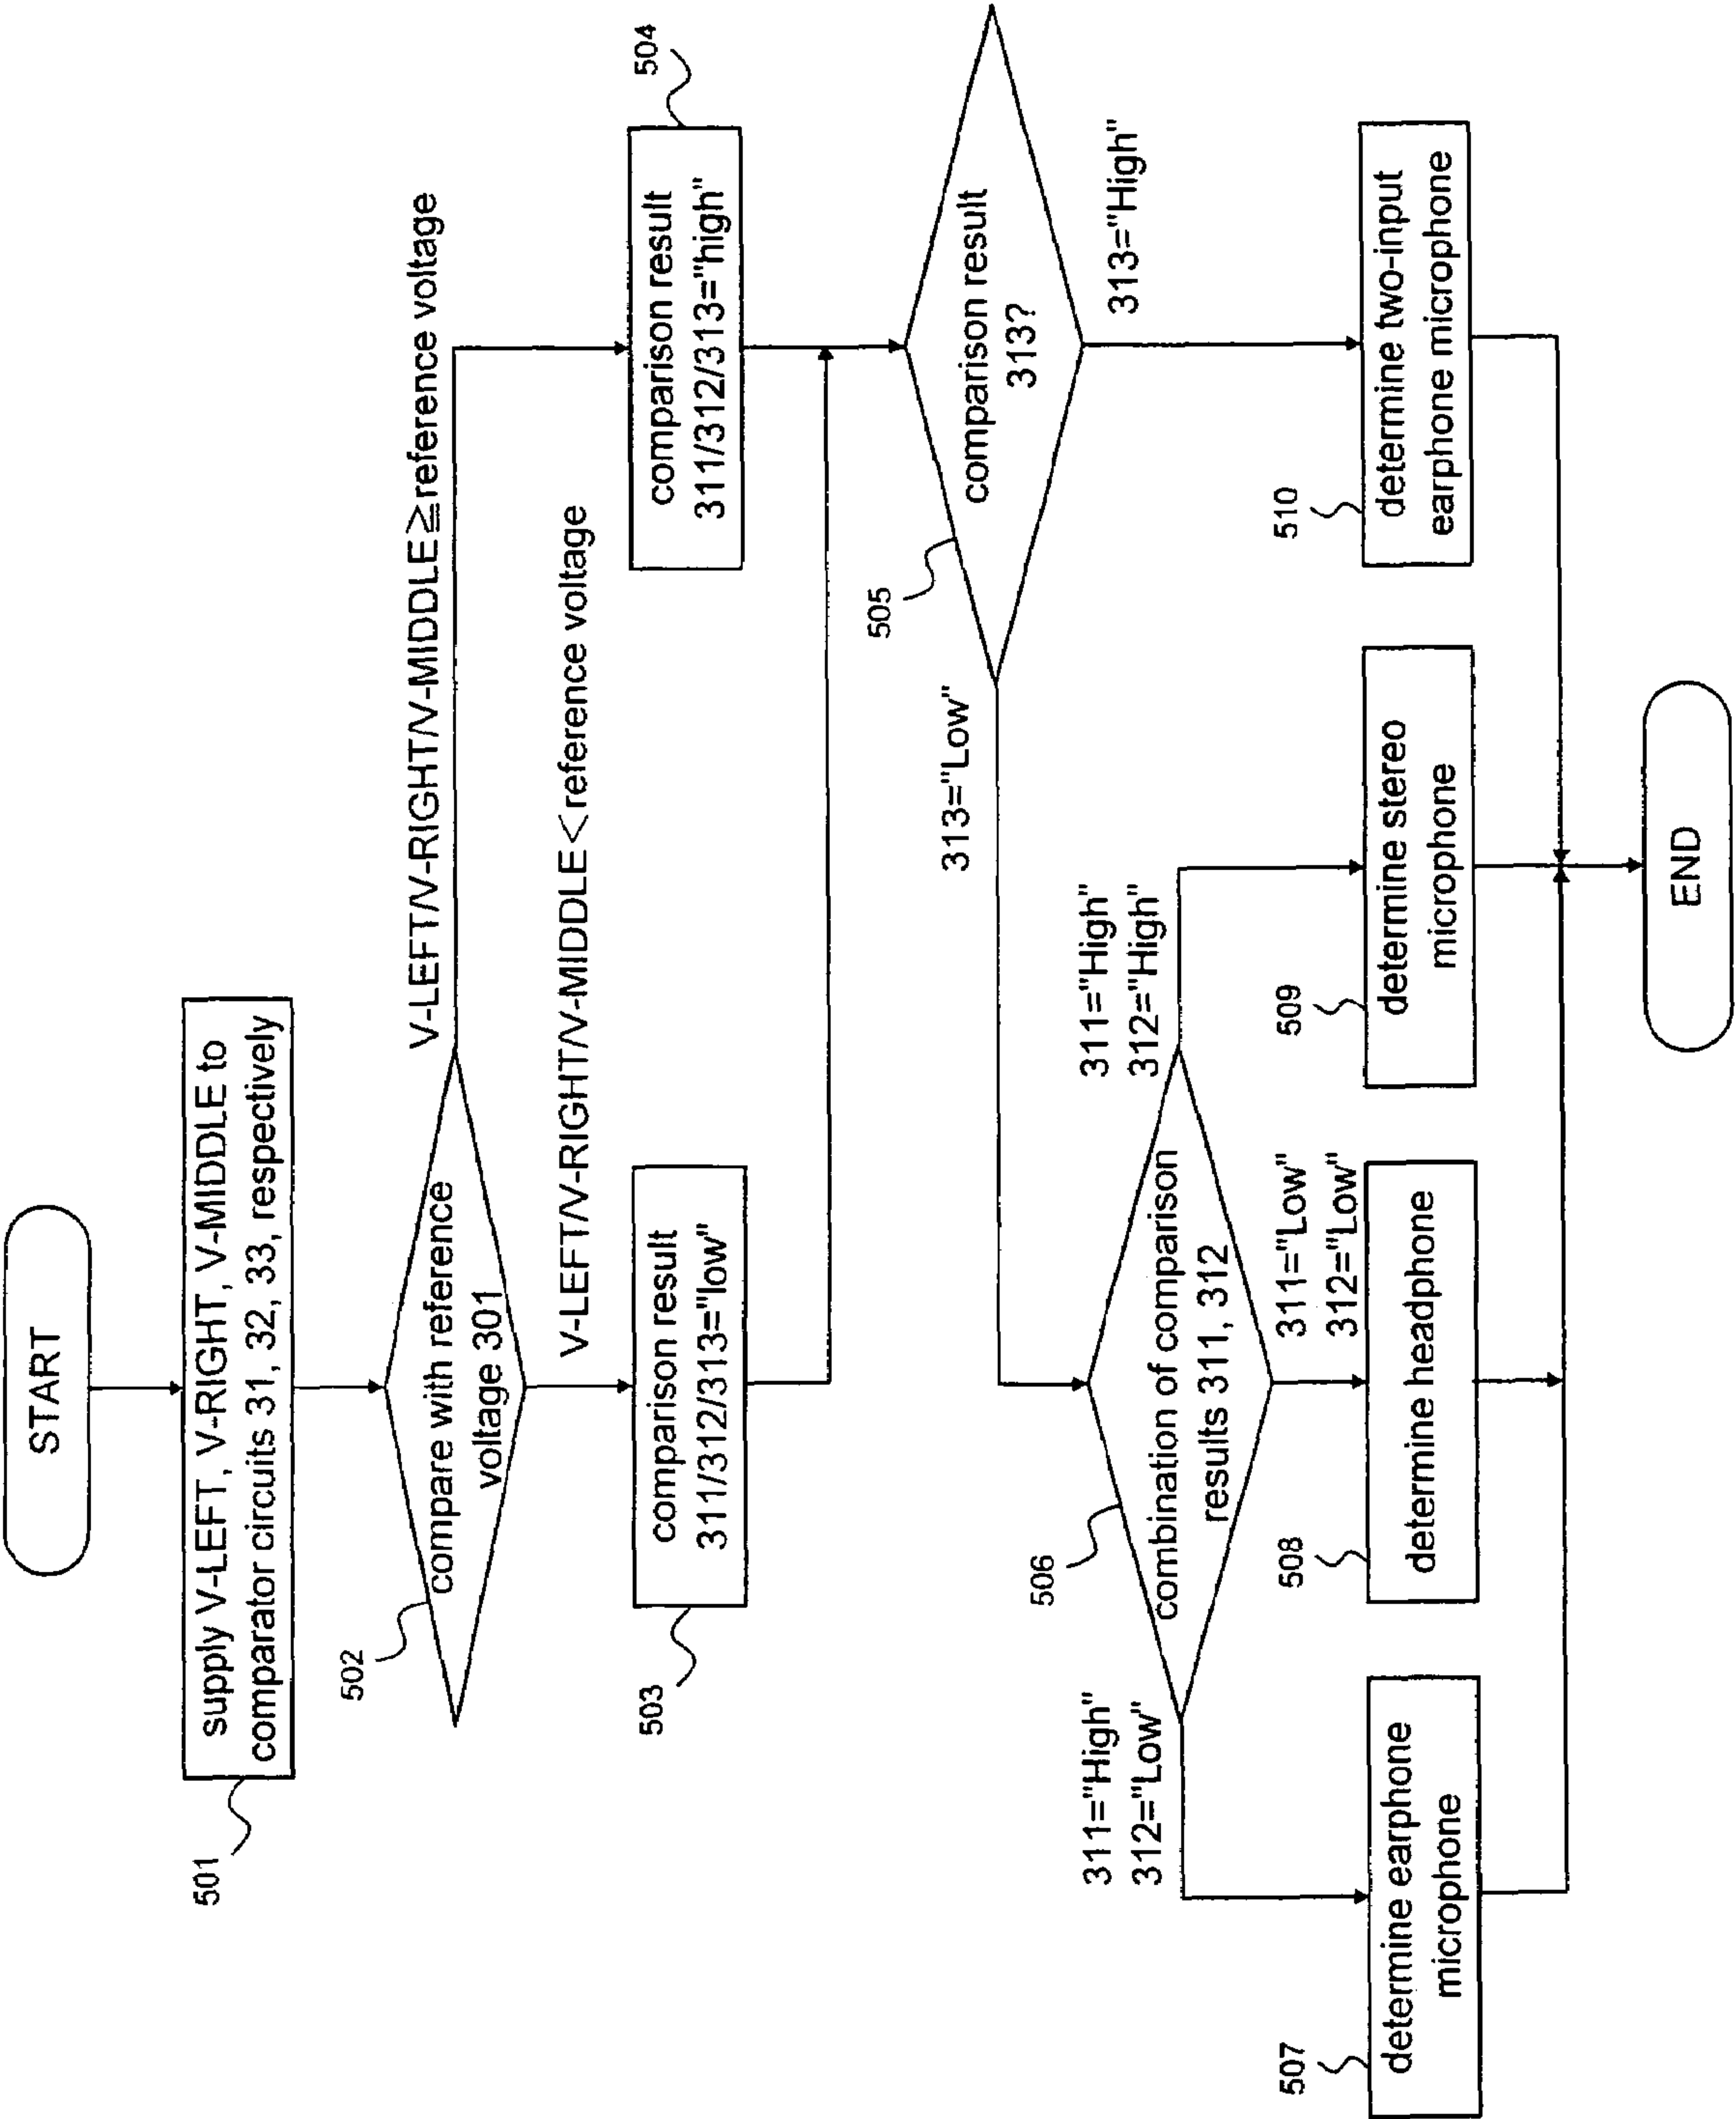 START
501
supply V-LEFT, V-RIGHT, V-MIDDLE to
comparator circuits 31, 32, 33, respectively
502
compare with reference
voltage 301
V-LEFT/V-RIGHT/V-MIDDLE≧reference voltage
V-LEFT/V-RIGHT/V-MIDDLE<reference voltage
503
comparison result
311/312/313="low"
504
comparison result
311/312/313="high"
505
comparison result
313?
313="Low"
313="High"
506
combination of comparison
results 311, 312
311="High"
312="Low"
311="Low"
312="Low"
311="High"
312="High"
507
determine earphone
microphone
508
determine headphone
509
determine stereo
microphone
510
determine two-input
earphone microphone
END